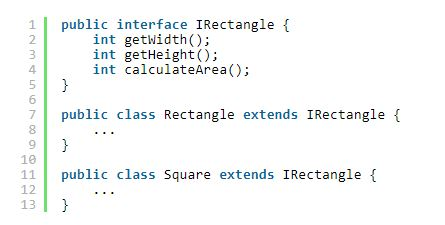 1 public interface IRectangle {
2     int getWidth();
3     int getHeight();
4     int calculateArea();
5 }
6
7 public class Rectangle extends IRectangle {
8     ...
9 }
10
11 public class Square extends IRectangle {
12     ...
13 }